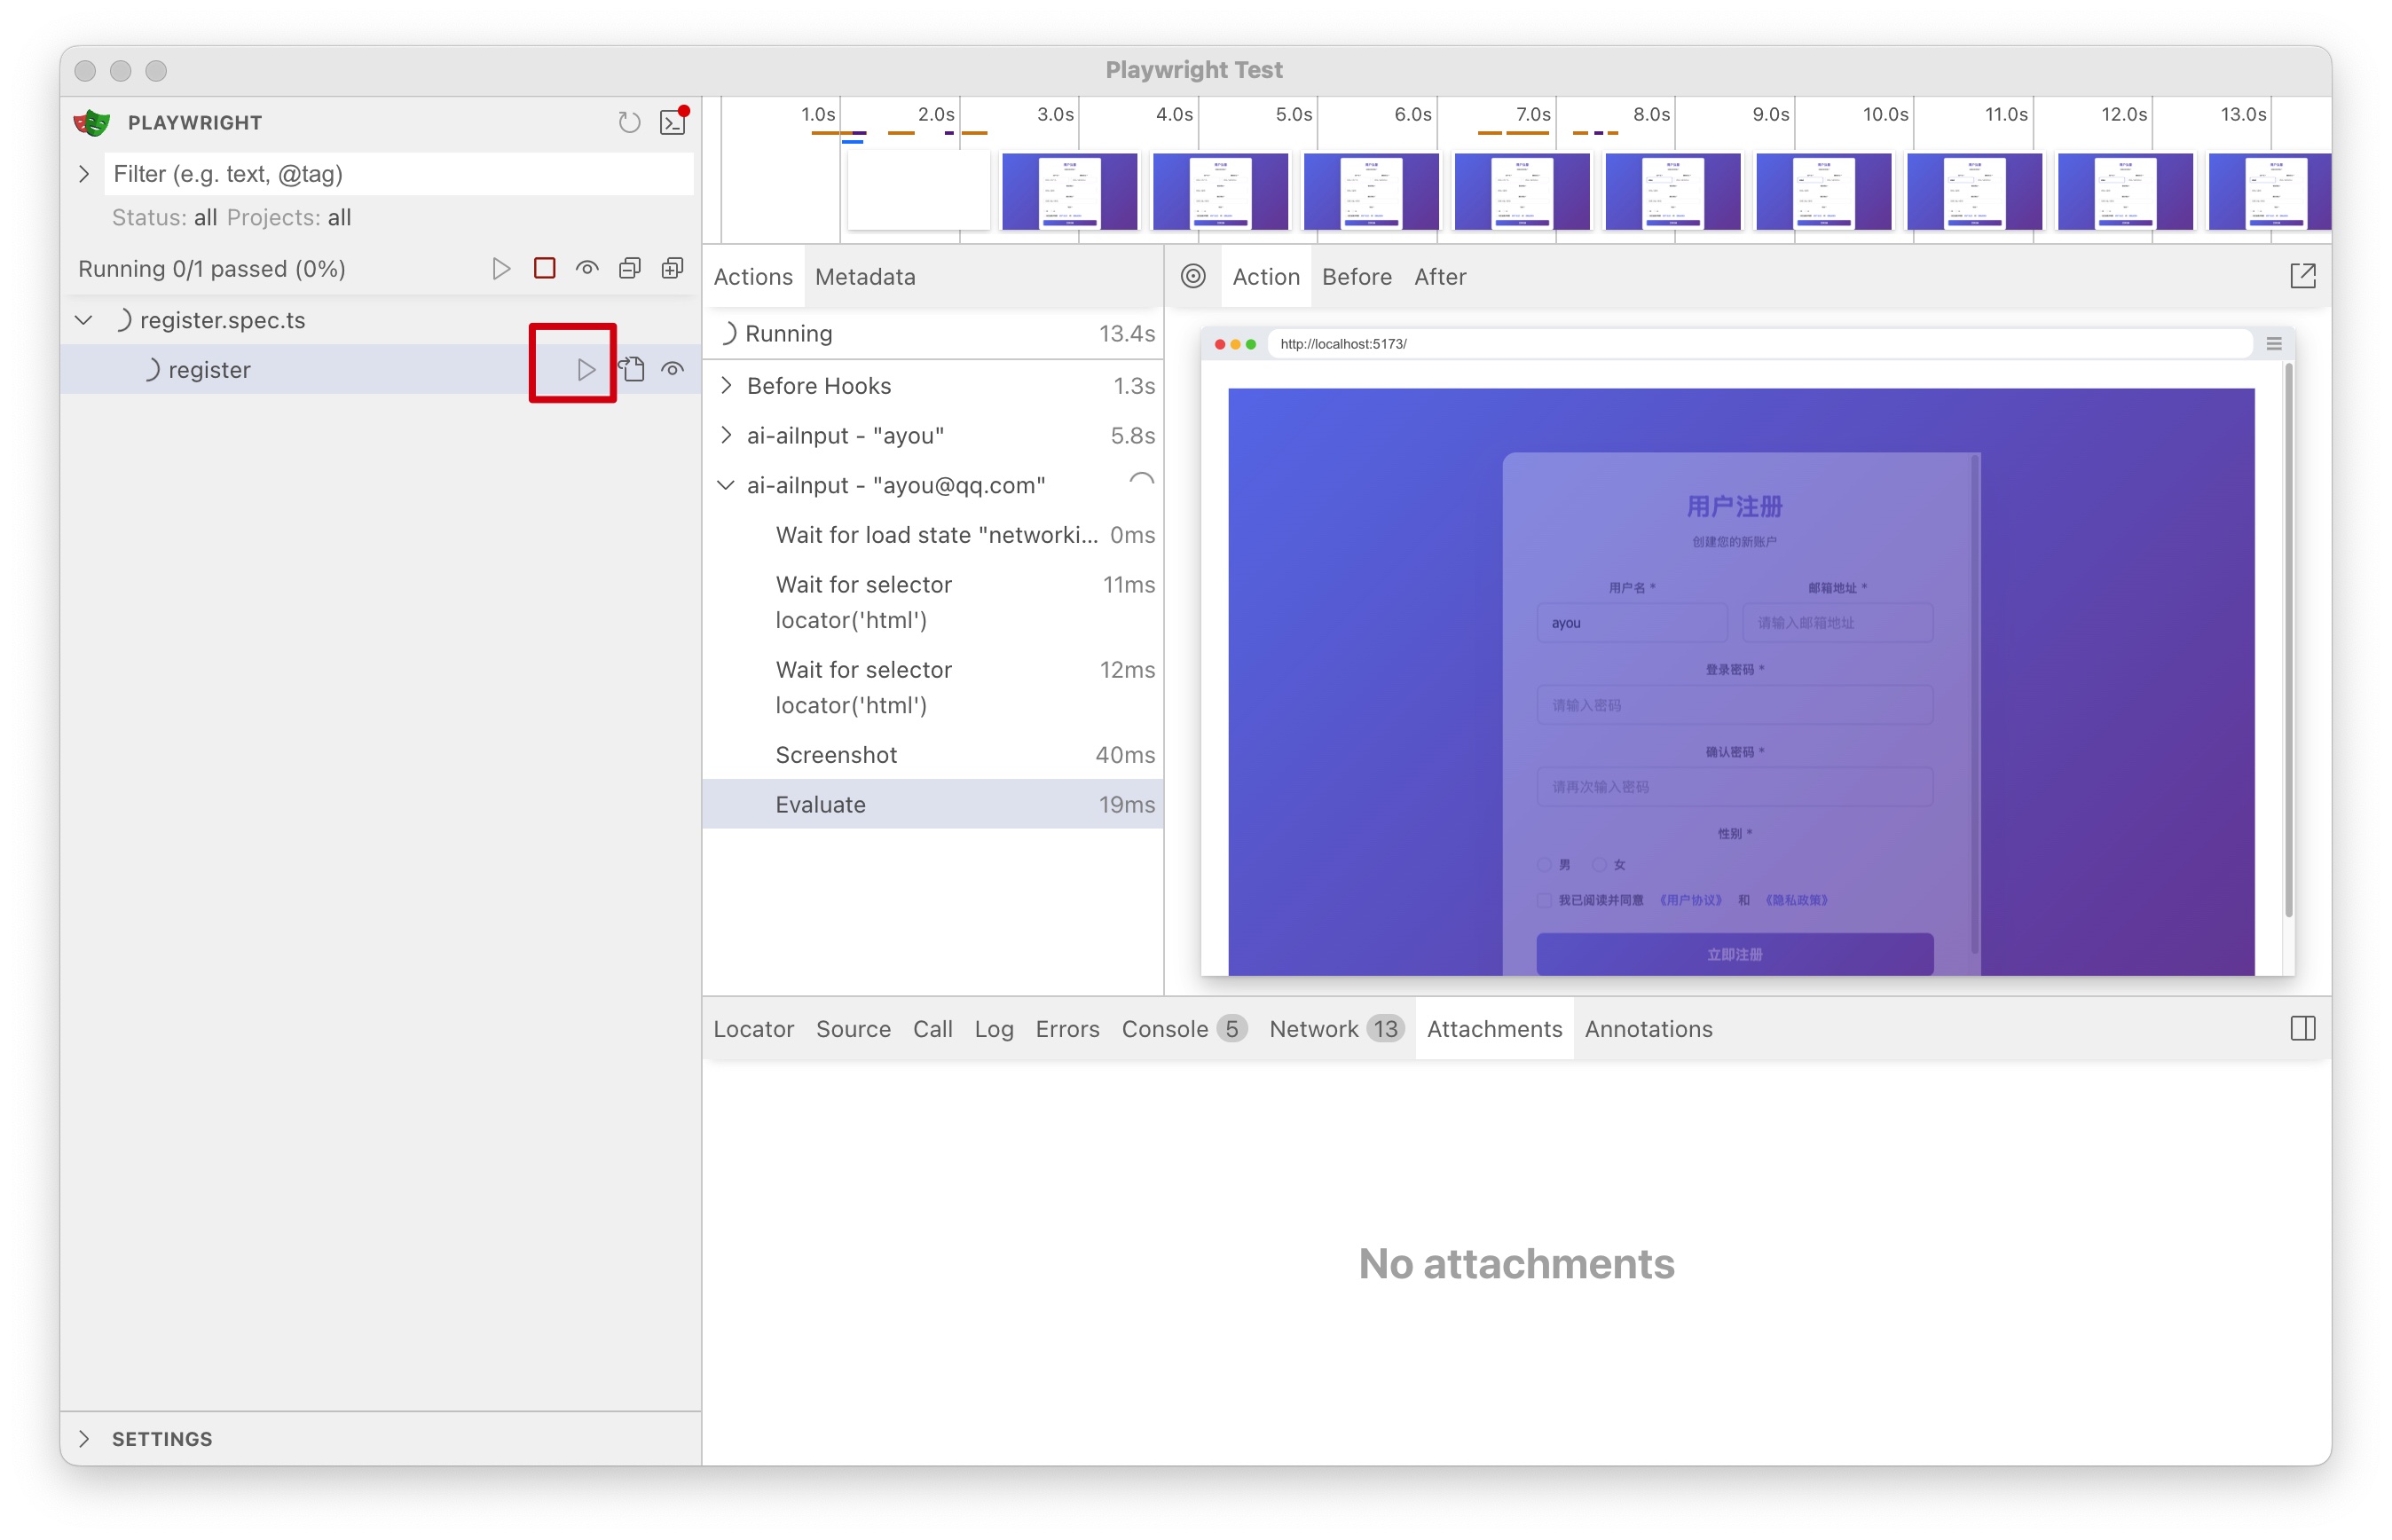 Playwright Test
PLAYWRIGHT
Filter (e.g. text, @tag)
Status: all Projects: all
Running 0/1 passed (0%)
register.spec.ts
register
SETTINGS
1.0s 2.0s 3.0s 4.0s 5.0s 6.0s 7.0s 8.0s 9.0s 10.0s 11.0s 12.0s 13.0s
Actions Metadata
Running 13.4s
Before Hooks 1.3s
ai-aiInput - "ayou" 5.8s
ai-aiInput - "ayou@qq.com"
Wait for load state "networki... 0ms
Wait for selector 11ms
locator('html')
Wait for selector 12ms
locator('html')
Screenshot 40ms
Evaluate 19ms
Action Before After
http://localhost:5173/
用户注册
创建您的新账户
用户名 * 邮箱地址 *
ayou 请输入邮箱地址
登录密码 *
请输入密码
确认密码 *
请再次输入密码
性别 *
男 女
我已阅读并同意 《用户协议》 和 《隐私政策》
立即注册
Locator Source Call Log Errors Console 5 Network 13 Attachments Annotations
No attachments